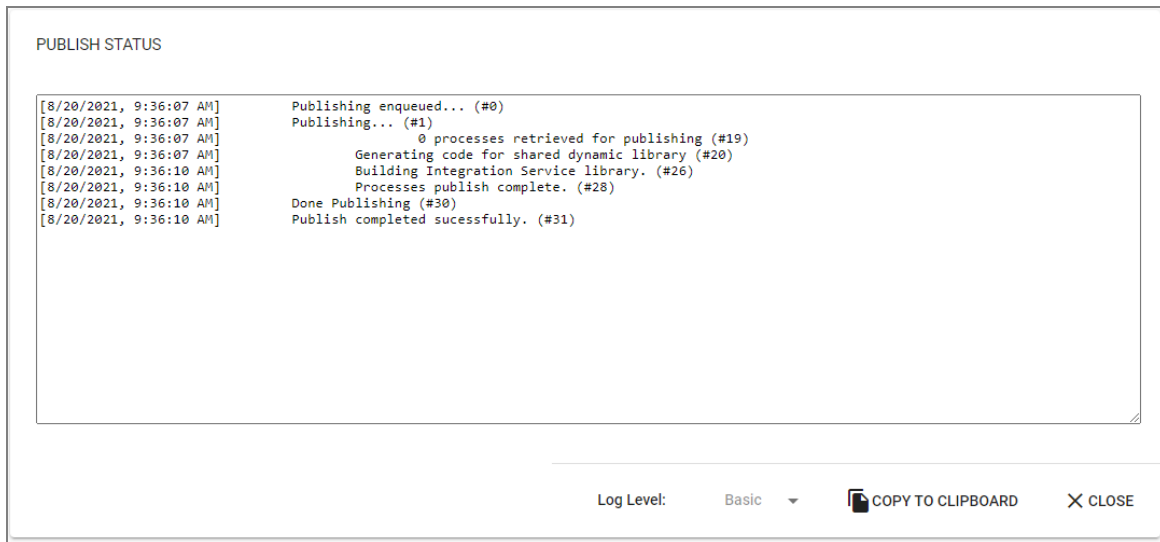 PUBLISH STATUS
[8/20/2021, 9:36:07 AM] Publishing enqueued... (#0)
[8/20/2021, 9:36:07 AM] Publishing... (#1)
[8/20/2021, 9:36:07 AM] 0 processes retrieved for publishing (#19)
[8/20/2021, 9:36:07 AM] Generating code for shared dynamic library (#20)
[8/20/2021, 9:36:10 AM] Building Integration Service library. (#26)
[8/20/2021, 9:36:10 AM] Processes publish complete. (#28)
[8/20/2021, 9:36:10 AM] Done Publishing (#30)
[8/20/2021, 9:36:10 AM] Publish completed sucessfully. (#31)
Log Level: Basic COPY TO CLIPBOARD CLOSE